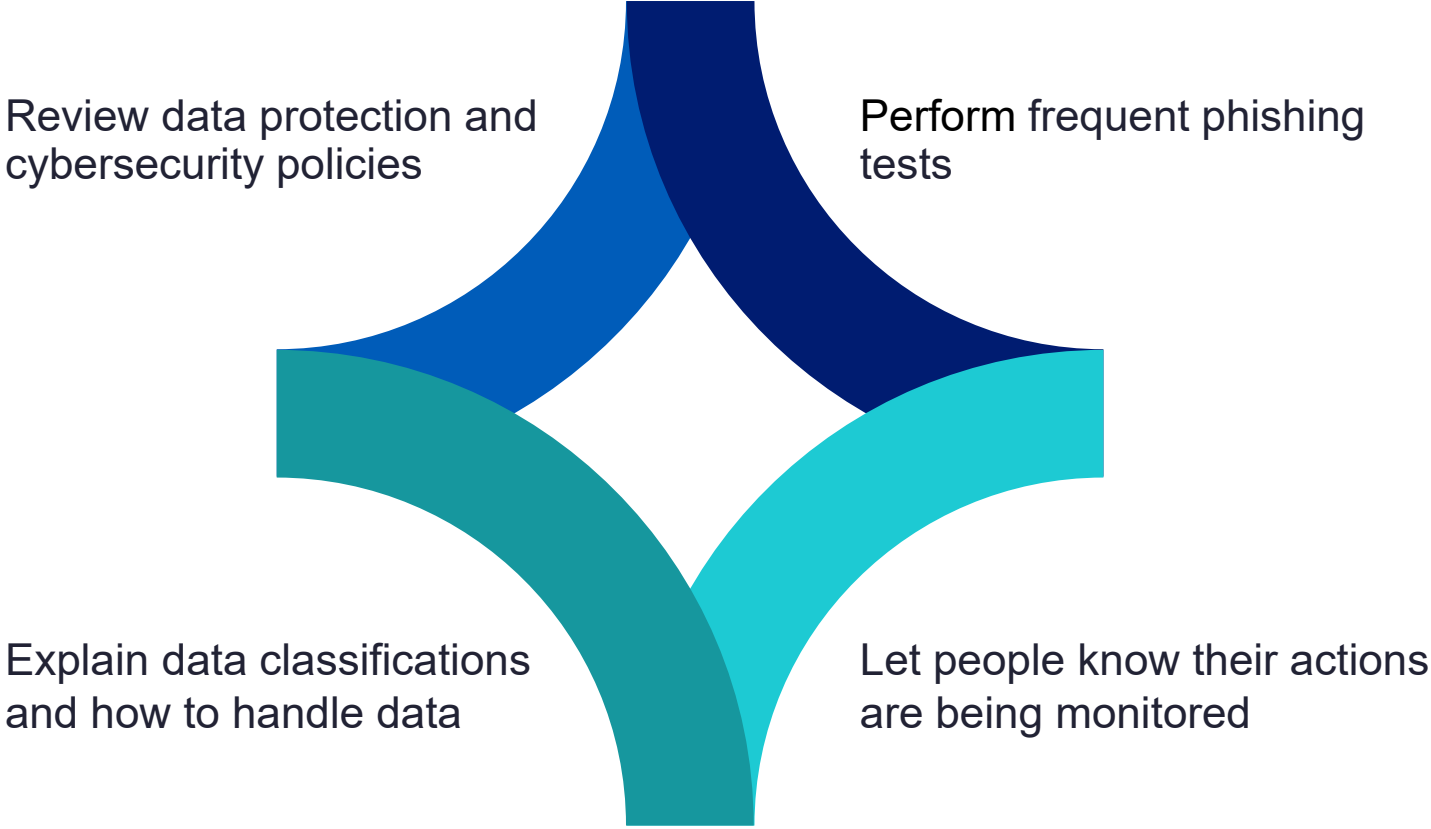 Review data protection and
cybersecurity policies
Perform frequent phishing
tests
Explain data classifications
and how to handle data
Let people know their actions
are being monitored